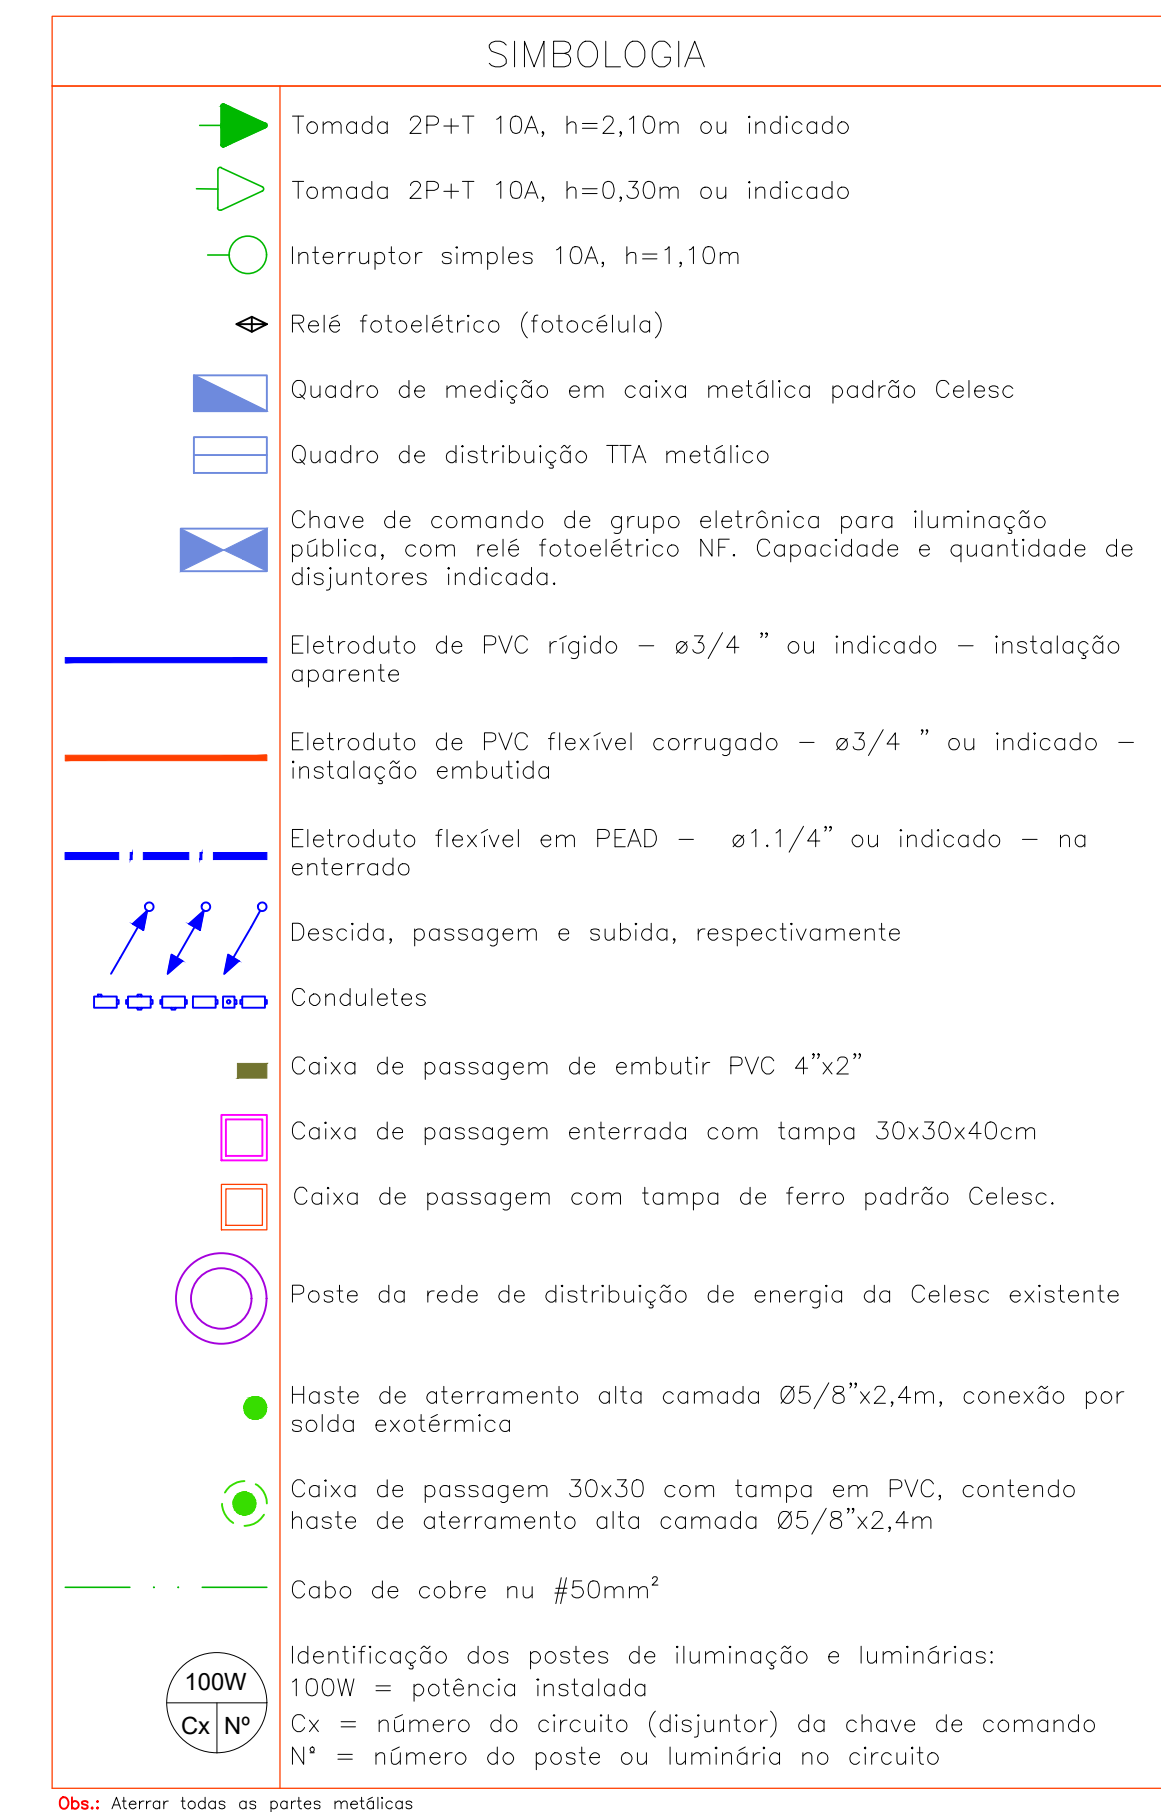 SIMBOLOGIA
Tomada 2P+T 10A, h=2,10m ou indicado
Tomada 2P+T 10A, h=0,30m ou indicado
Interruptor simples 10A, h=1,10m
Relé fotoelétrico (fotocélula)
Quadro de medição em caixa metálica padrão Celesc
Quadro de distribuição TTA metálico
Chave de comando de grupo eletrônica para iluminação
pública, com relé fotoelétrico NF. Capacidade e quantidade de
disjuntores indicada.
Eletroduto de PVC rígido – ø3/4 ” ou indicado – instalação
aparente
Eletroduto de PVC flexível corrugado – ø3/4 ” ou indicado –
instalação embutida
Eletroduto flexível em PEAD – ø1.1/4” ou indicado – na
enterrado
Descida, passagem e subida, respectivamente
Conduletes
Caixa de passagem de embutir PVC 4”x2”
Caixa de passagem enterrada com tampa 30x30x40cm
Caixa de passagem com tampa de ferro padrão Celesc.
Poste da rede de distribuição de energia da Celesc existente
Haste de aterramento alta camada Ø5/8”x2,4m, conexão por
solda exotérmica
Caixa de passagem 30x30 com tampa em PVC, contendo
haste de aterramento alta camada Ø5/8”x2,4m
Cabo de cobre nu #50mm²
100W
Cx Nº
Identificação dos postes de iluminação e luminárias:
100W = potência instalada
Cx = número do circuito (disjuntor) da chave de comando
Nº = número do poste ou luminária no circuito
Obs.: Aterrar todas as partes metálicas